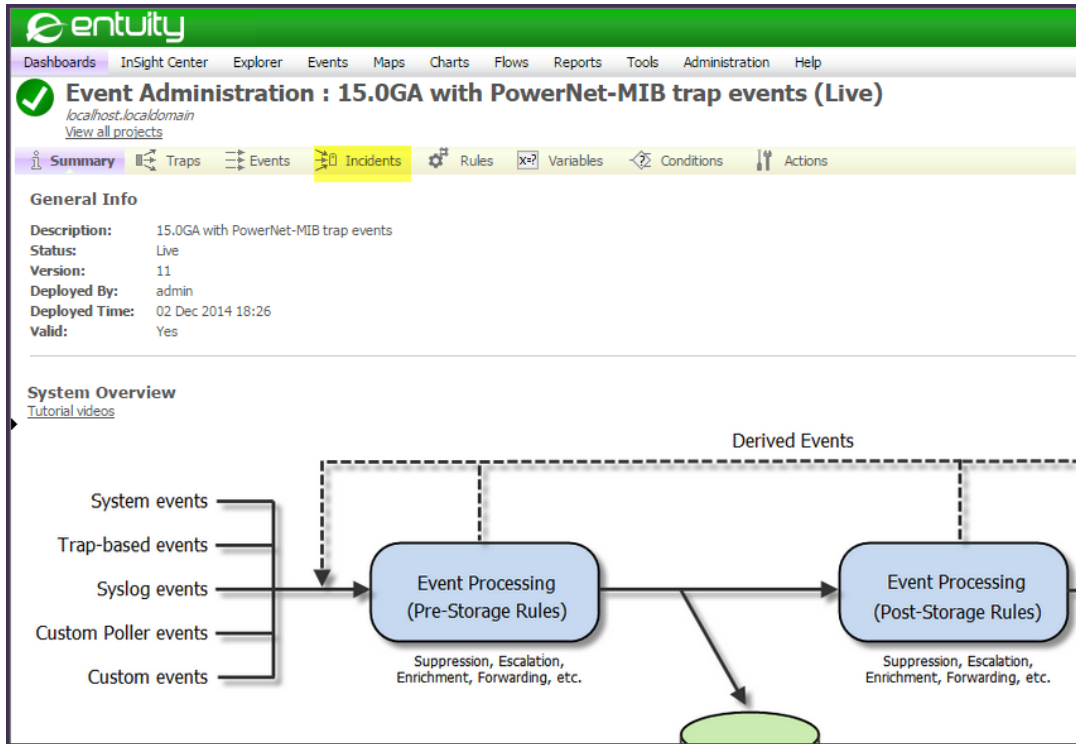 entuity
Dashboards InSight Center Explorer Events Maps Charts Flows Reports Tools Administration Help
Event Administration : 15.0GA with PowerNet-MIB trap events (Live)
localhost.localdomain
View all projects
Summary Traps Events Incidents Rules x=? Variables Conditions Actions
General Info
Description: 15.0GA with PowerNet-MIB trap events
Status: Live
Version: 11
Deployed By: admin
Deployed Time: 02 Dec 2014 18:26
Valid: Yes
System Overview
Tutorial videos
Derived Events
System events
Trap-based events
Syslog events
Custom Poller events
Custom events
Event Processing
(Pre-Storage Rules)
Suppression, Escalation,
Enrichment, Forwarding, etc.
Event Processing
(Post-Storage Rules)
Suppression, Escalation,
Enrichment, Forwarding, etc.